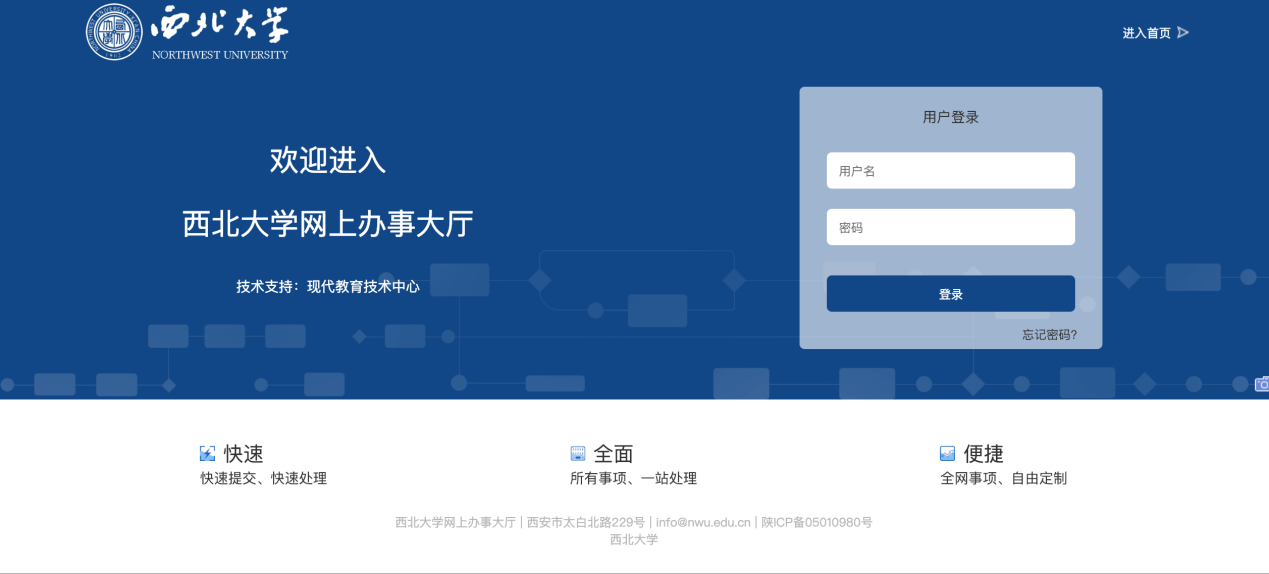 西北大学
NORTHWEST UNIVERSITY
进入首页
欢迎进入
西北大学网上办事大厅
技术支持：现代教育技术中心
用户登录
用户名
密码
登录
忘记密码?
快速
快速提交、快速处理
全面
所有事项、一站处理
便捷
全网事项、自由定制
西北大学网上办事大厅 | 西安市太白北路229号 | info@nwu.edu.cn | 陕ICP备05010980号
西北大学